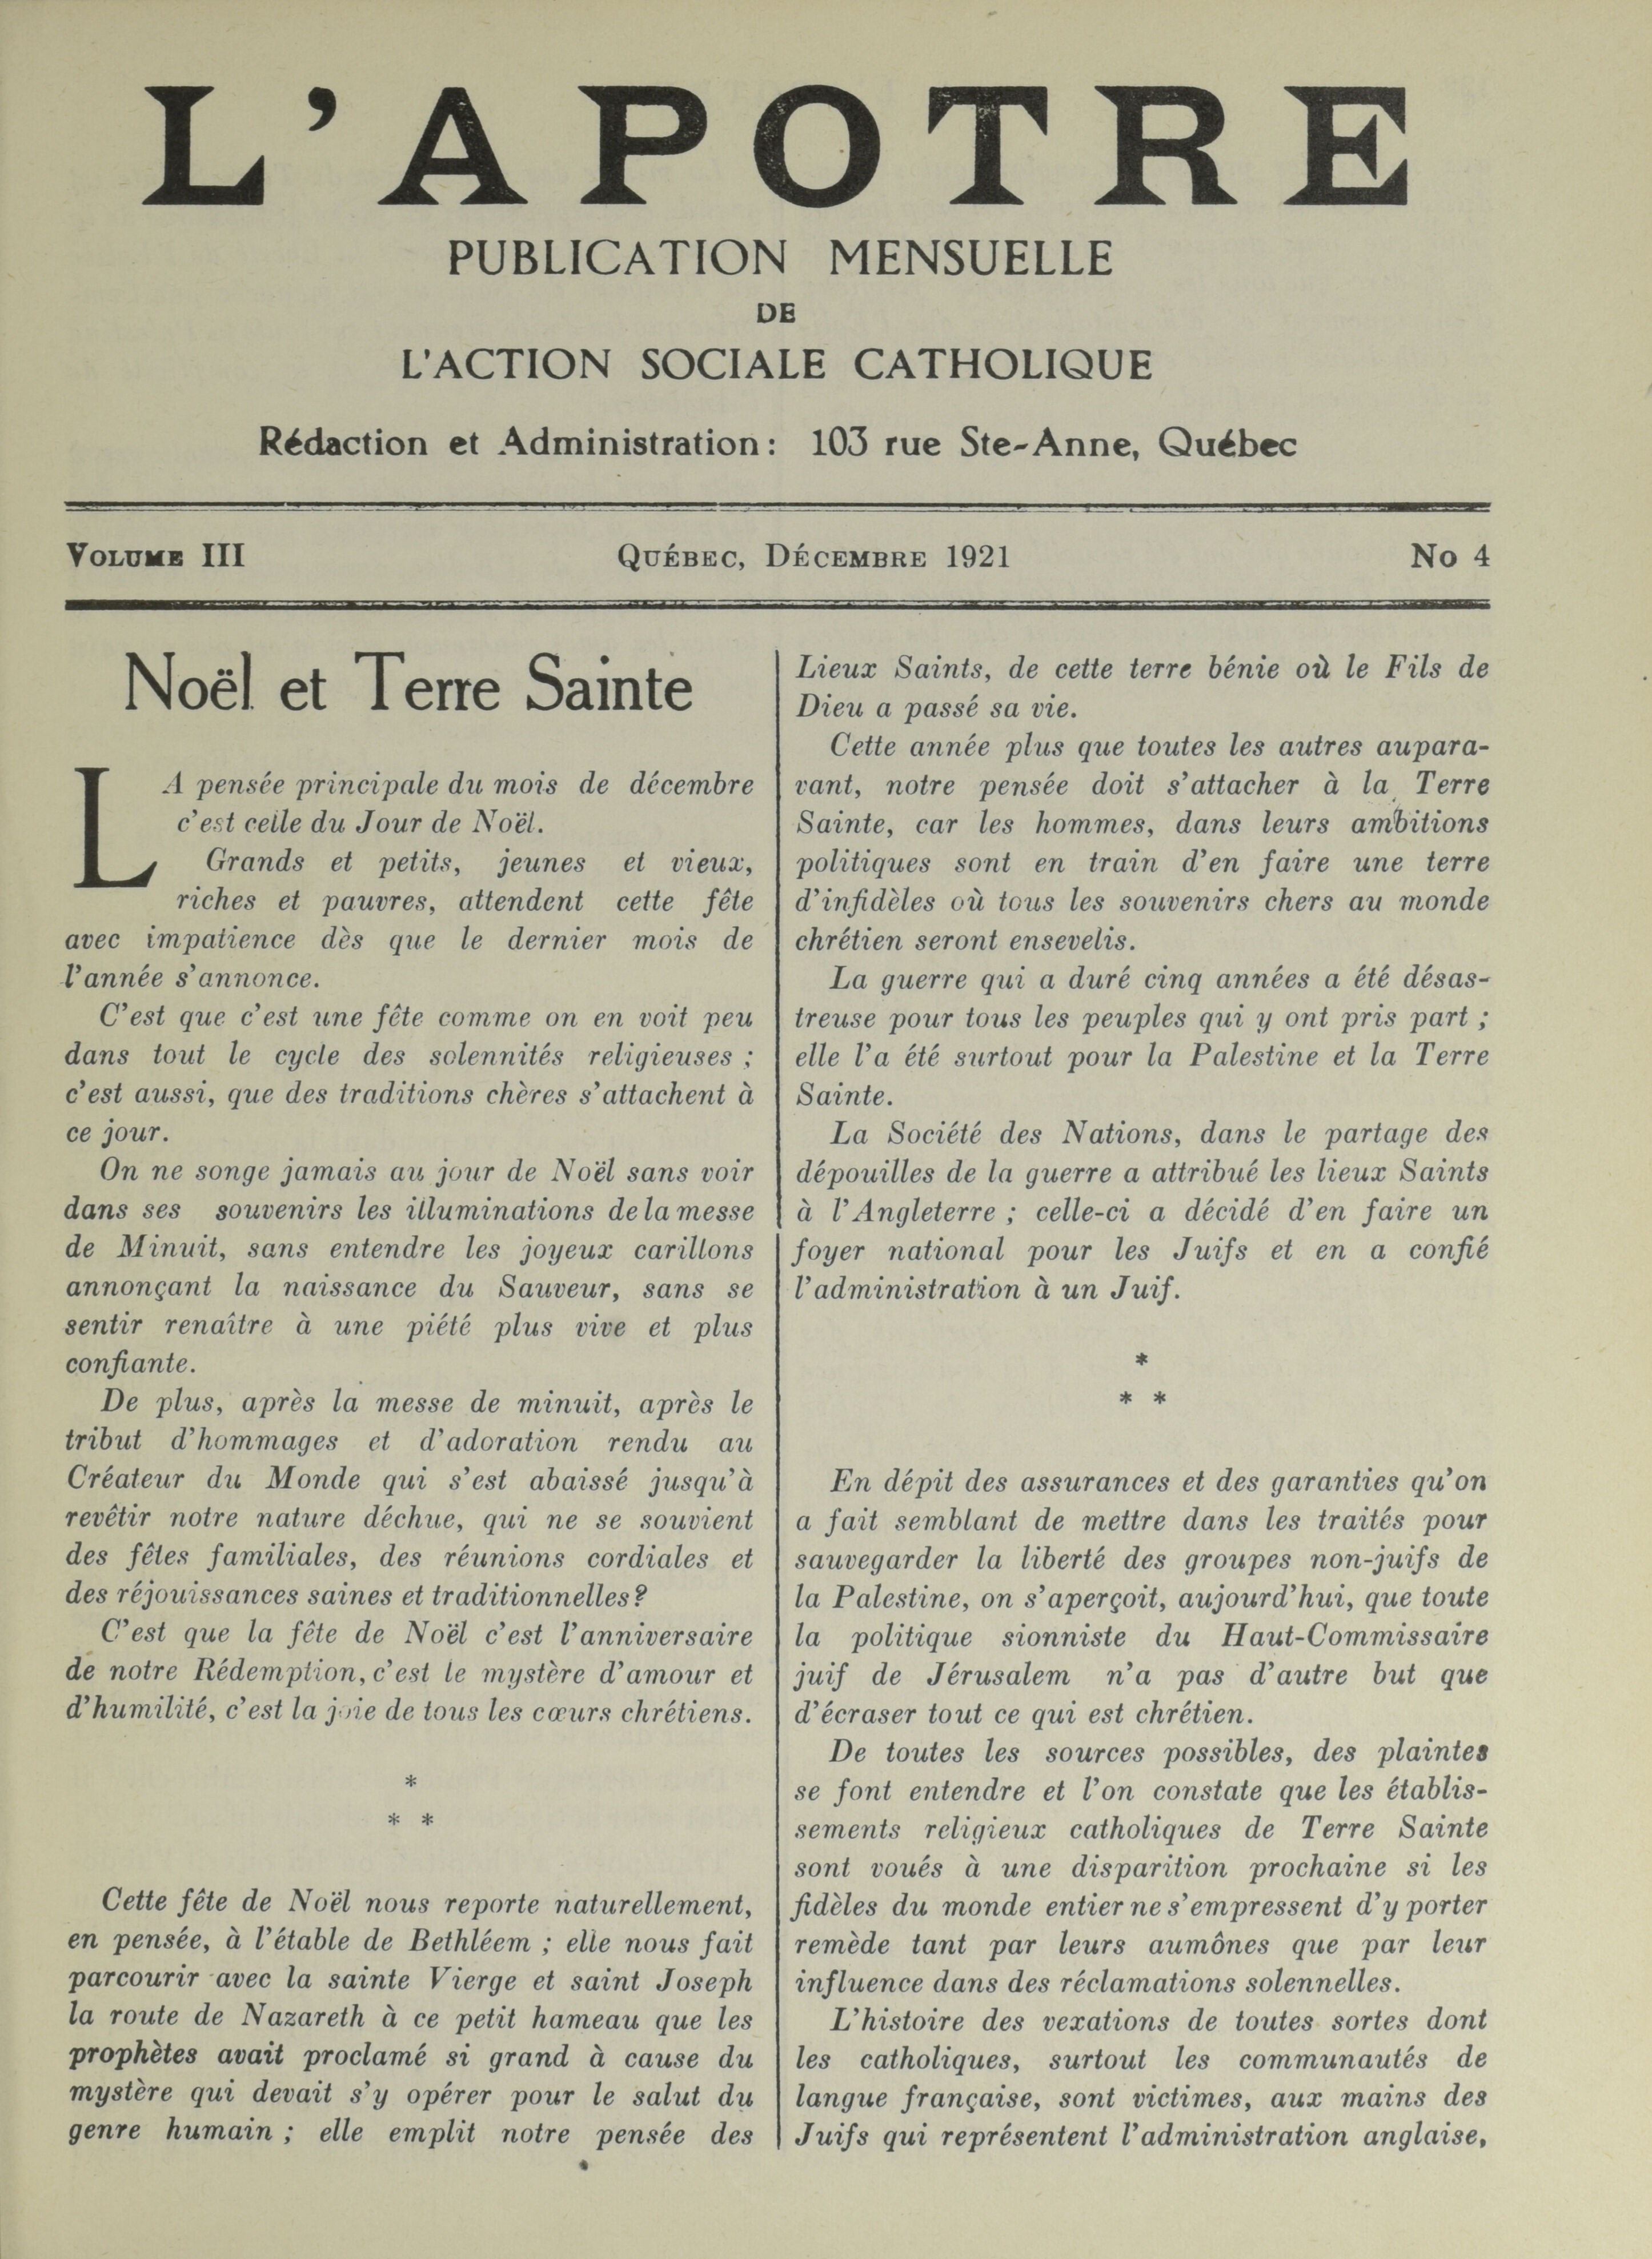 L'APOTRE
PUBLICATION MENSUELLE
DE
L'ACTION SOCIALE CATHOLIQUE
Rédaction et Administration: 103 rue Ste-Anne, Québec
VOLUME III QUÉBEC, DÉCEMBRE 1921 No 4
Noël et Terre Sainte
LA pensée principale du mois de décembre
c'est celle du Jour de Noël.
Grands et petits, jeunes et vieux,
riches et pauvres, attendent cette fête
avec impatience dès que le dernier mois de
l'année s'annonce.
C'est que c'est une fête comme on en voit peu
dans tout le cycle des solennités religieuses ;
c'est aussi, que des traditions chères s'attachent à
ce jour.
On ne songe jamais au jour de Noël sans voir
dans ses souvenirs les illuminations de la messe
de Minuit, sans entendre les joyeux carillons
annonçant la naissance du Sauveur, sans se
sentir renaître à une piété plus vive et plus
confiante.
De plus, après la messe de minuit, après le
tribut d'hommages et d'adoration rendu au
Créateur du Monde qui s'est abaissé jusqu'à
revêtir notre nature déchue, qui ne se souvient
des fêtes familiales, des réunions cordiales et
des réjouissances saines et traditionnelles?
C'est que la fête de Noël c'est l'anniversaire
de notre Rédemption, c'est le mystère d'amour et
d'humilité, c'est la joie de tous les cœurs chrétiens.
*
* *
Cette fête de Noël nous reporte naturellement,
en pensée, à l'étable de Bethléem ; elle nous fait
parcourir avec la sainte Vierge et saint Joseph
la route de Nazareth à ce petit hameau que les
prophètes avait proclamé si grand à cause du
mystère qui devait s'y opérer pour le salut du
genre humain ; elle emplit notre pensée des
Lieux Saints, de cette terre bénie où le Fils de
Dieu a passé sa vie.
Cette année plus que toutes les autres aupara-
vant, notre pensée doit s'attacher à la Terre
Sainte, car les hommes, dans leurs ambitions
politiques sont en train d'en faire une terre
d'infidèles où tous les souvenirs chers au monde
chrétien seront ensevelis.
La guerre qui a duré cinq années a été désas-
treuse pour tous les peuples qui y ont pris part ;
elle l'a été surtout pour la Palestine et la Terre
Sainte.
La Société des Nations, dans le partage des
dépouilles de la guerre a attribué les lieux Saints
à l'Angleterre ; celle-ci a décidé d'en faire un
foyer national pour les Juifs et en a confié
l'administration à un Juif.
*
* *
En dépit des assurances et des garanties qu'on
a fait semblant de mettre dans les traités pour
sauvegarder la liberté des groupes non-juifs de
la Palestine, on s'aperçoit, aujourd'hui, que toute
la politique sioniste du Haut-Commissaire
juif de Jérusalem n'a pas d'autre but que
d'écraser tout ce qui est chrétien.
De toutes les sources possibles, des plaintes
se font entendre et l'on constate que les établis-
sements religieux catholiques de Terre Sainte
sont voués à une disparition prochaine si les
fidèles du monde entier ne s'empressent d'y porter
remède tant par leurs aumônes que par leur
influence dans des réclamations solennelles.
L'histoire des vexations de toutes sortes dont
les catholiques, surtout les communautés de
langue française, sont victimes, aux mains des
Juifs qui représentent l'administration anglaise,